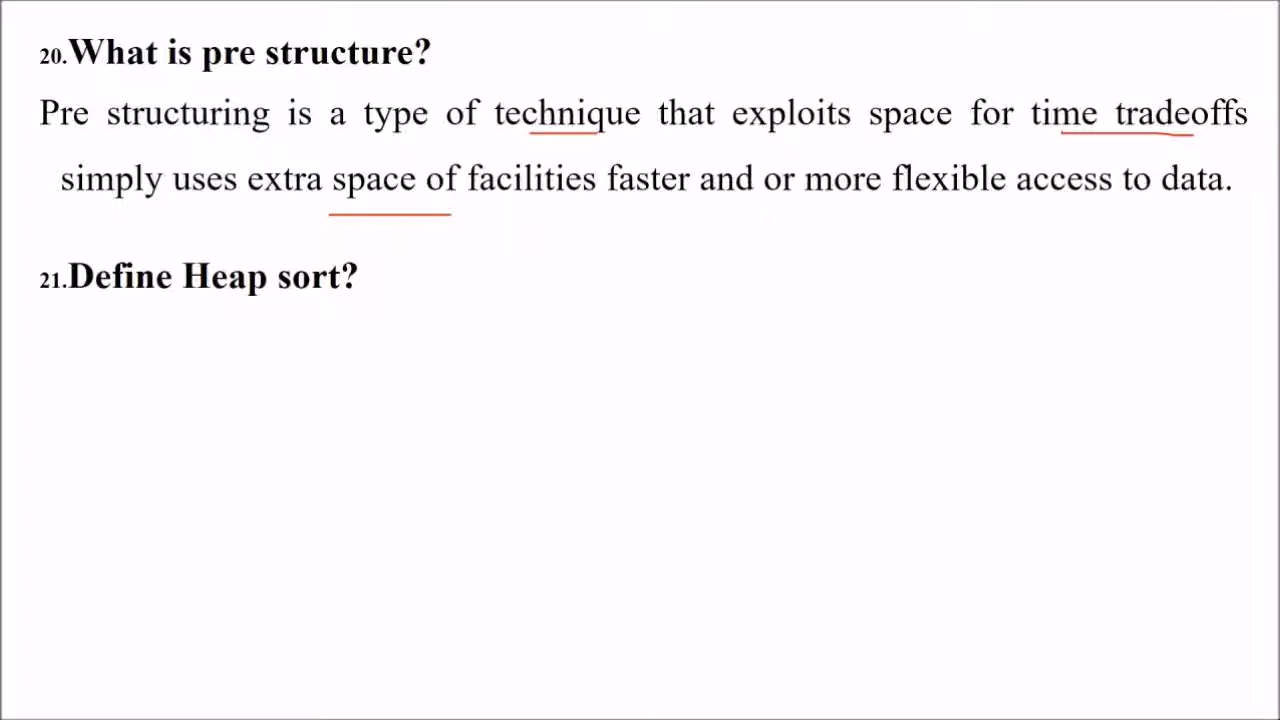 20.What is pre structure?
Pre structuring is a type of technique that exploits space for time tradeoffs
simply uses extra space of facilities faster and or more flexible access to data.
21.Define Heap sort?